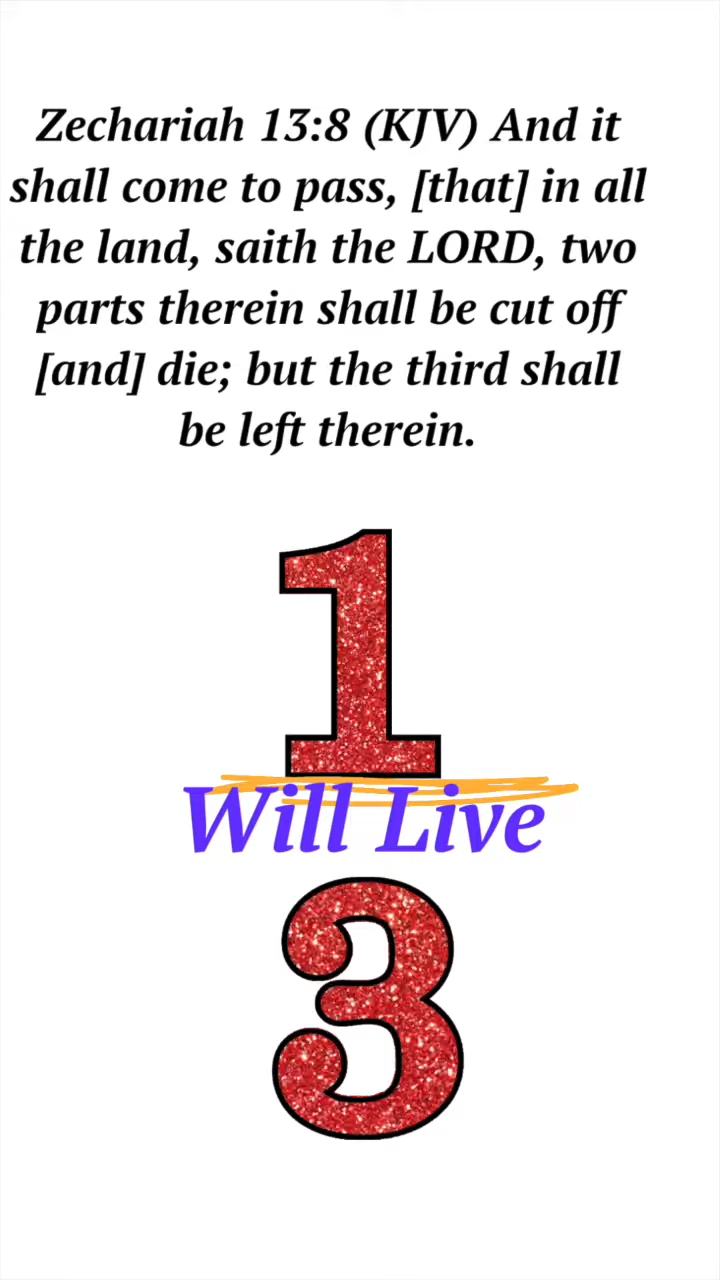 Zechariah 13:8 (KJV) And it
shall come to pass, [that] in all
the land, saith the LORD, two
parts therein shall be cut off
[and] die; but the third shall
be left therein.
1
Will Live
3